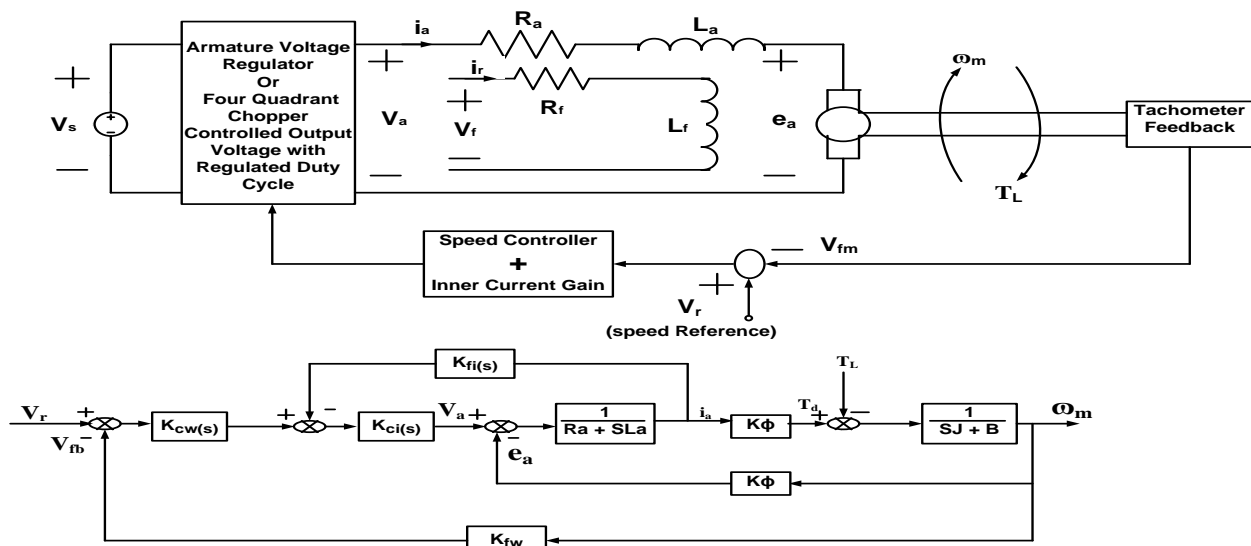 ia
Ra
La
Armature Voltage
Regulator
Or
Four Quadrant
Chopper
Controlled Output
Voltage with
Regulated Duty
Cycle
+
Vs
−
+
Va
−
ir
Rf
+
Vf
−
Lf
+
ea
−
ωm
TL
Tachometer
Feedback
Speed Controller
+
Inner Current Gain
−
Vfm
+
Vr
(speed Reference)
Kfi(s)
TL
Vr
+
Vfb
−
Kcw(s)
+
−
Kci(s)
Va
+
−
ea
1
Ra + SLa
ia
Kφ
Td
+
−
1
SJ + B
ωm
Kφ
Kfw